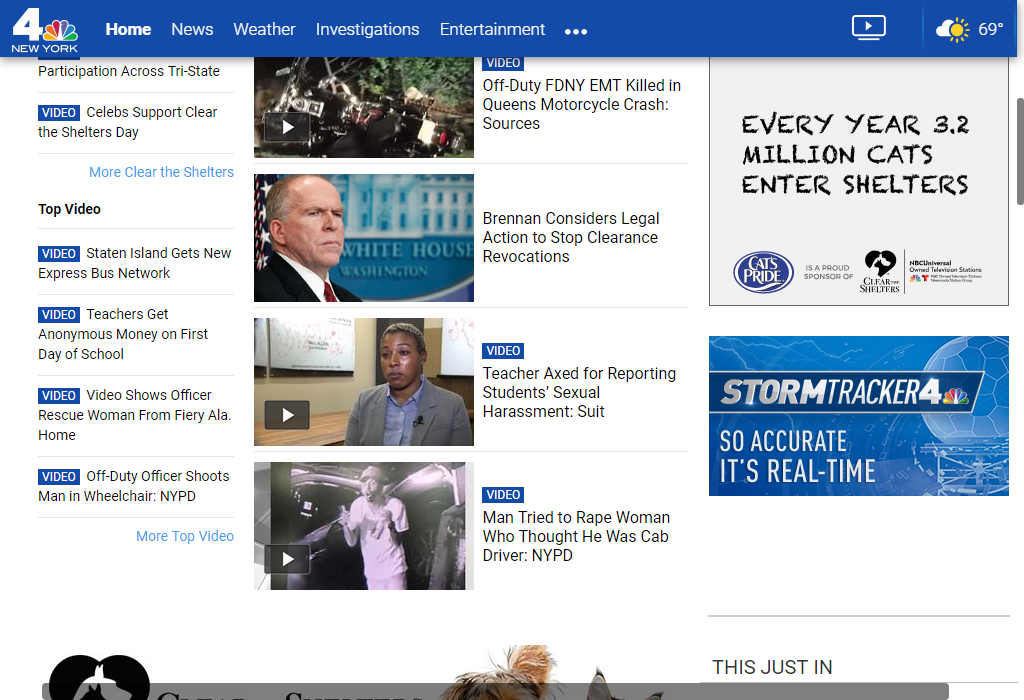 4
NEW YORK
Home
News
Weather
Investigations
Entertainment
69°
Participation Across Tri-State
VIDEO Celebs Support Clear
the Shelters Day
More Clear the Shelters
Top Video
VIDEO Staten Island Gets New
Express Bus Network
VIDEO Teachers Get
Anonymous Money on First
Day of School
VIDEO Video Shows Officer
Rescue Woman From Fiery Ala.
Home
VIDEO Off-Duty Officer Shoots
Man in Wheelchair: NYPD
More Top Video
VIDEO
Off-Duty FDNY EMT Killed in
Queens Motorcycle Crash:
Sources
WHITE HOUSE
WASHINGTON
Brennan Considers Legal
Action to Stop Clearance
Revocations
VIDEO
Teacher Axed for Reporting
Students’ Sexual
Harassment: Suit
VIDEO
Man Tried to Rape Woman
Who Thought He Was Cab
Driver: NYPD
EVERY YEAR 3.2
MILLION CATS
ENTER SHELTERS
CAT'S
PRIDE
IS A PROUD
SPONSOR OF
CLEAR THE
SHELTERS
NBCUniversal
Owned Television Stations
STORMTRACKER4
SO ACCURATE
IT'S REAL-TIME
THIS JUST IN